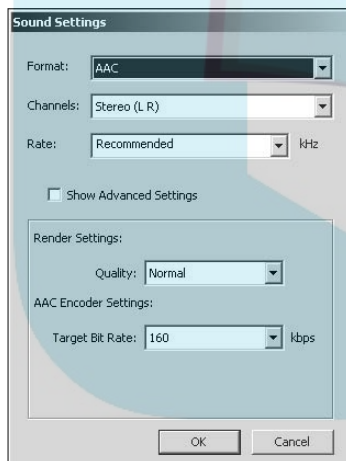 Sound Settings
Format: AAC
Channels: Stereo (L R)
Rate: Recommended kHz
Show Advanced Settings
Render Settings:
Quality: Normal
AAC Encoder Settings:
Target Bit Rate: 160 kbps
OK Cancel